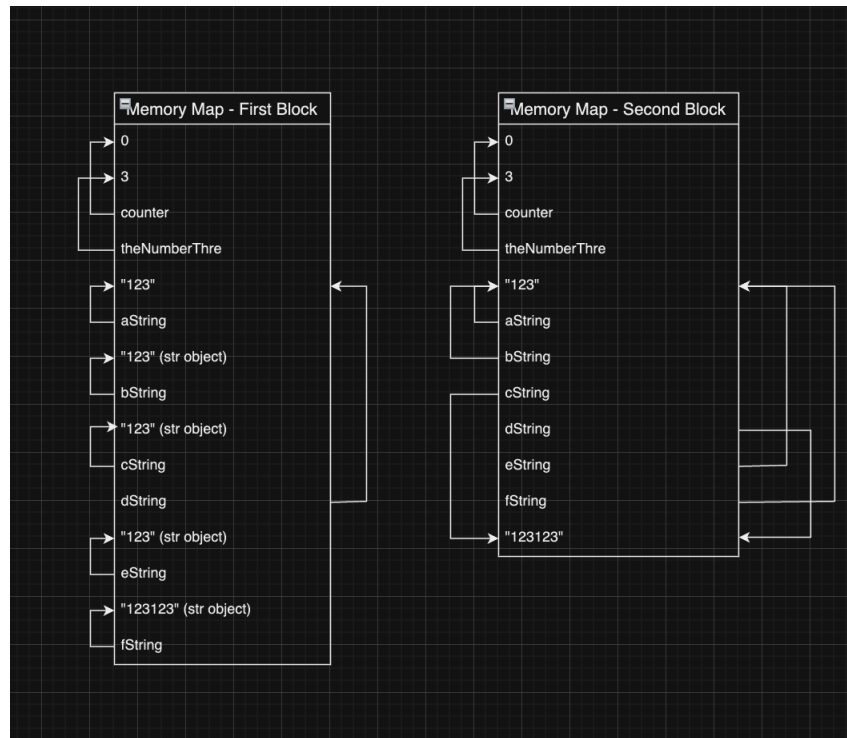 Memory Map - First Block
0
3
counter
theNumberThre
"123"
aString
"123" (str object)
bString
"123" (str object)
cString
dString
"123" (str object)
eString
"123123" (str object)
fString
Memory Map - Second Block
0
3
counter
theNumberThre
"123"
aString
bString
cString
dString
eString
fString
"123123"